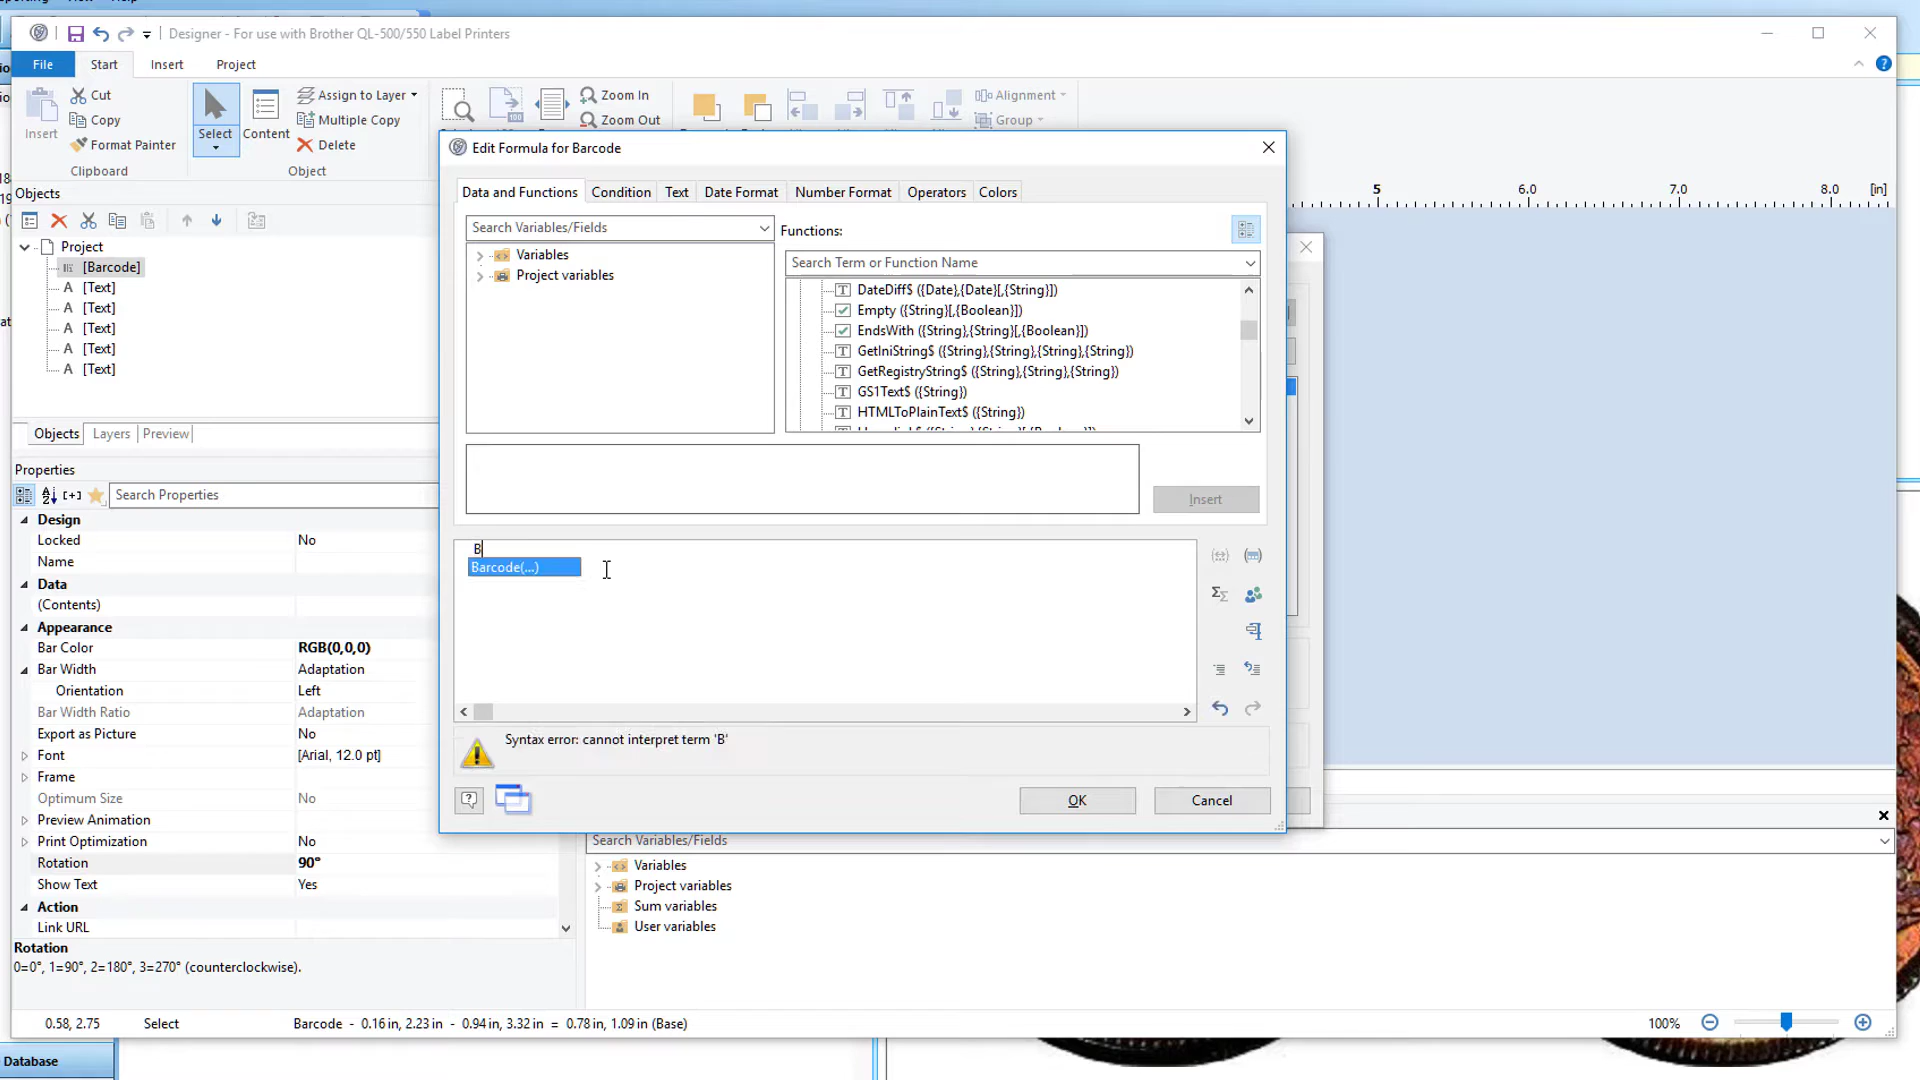 Designer - For use with Brother QL-500/550 Label Printers
File Start Insert Project
Insert
Cut
Copy
Format Painter
Clipboard
Select
Content
Assign to Layer
Multiple Copy
Delete
Object
Zoom In
Zoom Out
Alignment
Group
Objects
Project
[Barcode]
[Text]
[Text]
[Text]
[Text]
[Text]
Objects Layers Preview
Properties
Search Properties
Design
Locked No
Name
Data
(Contents)
Appearance
Bar Color RGB(0,0,0)
Bar Width Adaptation
Orientation Left
Bar Width Ratio Adaptation
Export as Picture No
Font [Arial, 12.0 pt]
Frame
Optimum Size No
Preview Animation
Print Optimization No
Rotation 90°
Show Text Yes
Action
Link URL
Rotation
0=0°, 1=90°, 2=180°, 3=270° (counterclockwise).
Edit Formula for Barcode
Data and Functions Condition Text Date Format Number Format Operators Colors
Search Variables/Fields
Variables
Project variables
Functions:
Search Term or Function Name
DateDiff$ ({Date},{Date}[,{String}])
Empty ({String}[,{Boolean}])
EndsWith ({String},{String}[,{Boolean}])
GetIniString$ ({String},{String},{String},{String})
GetRegistryString$ ({String},{String},{String})
GS1Text$ ({String})
HTMLToPlainText$ ({String})
Insert
B
Barcode(...)
Syntax error: cannot interpret term 'B'
OK
Cancel
5 6.0 7.0 8.0 [in]
Search Variables/Fields
Variables
Project variables
Sum variables
User variables
0.58, 2.75 Select Barcode - 0.16 in, 2.23 in - 0.94 in, 3.32 in = 0.78 in, 1.09 in (Base) 100%
Database